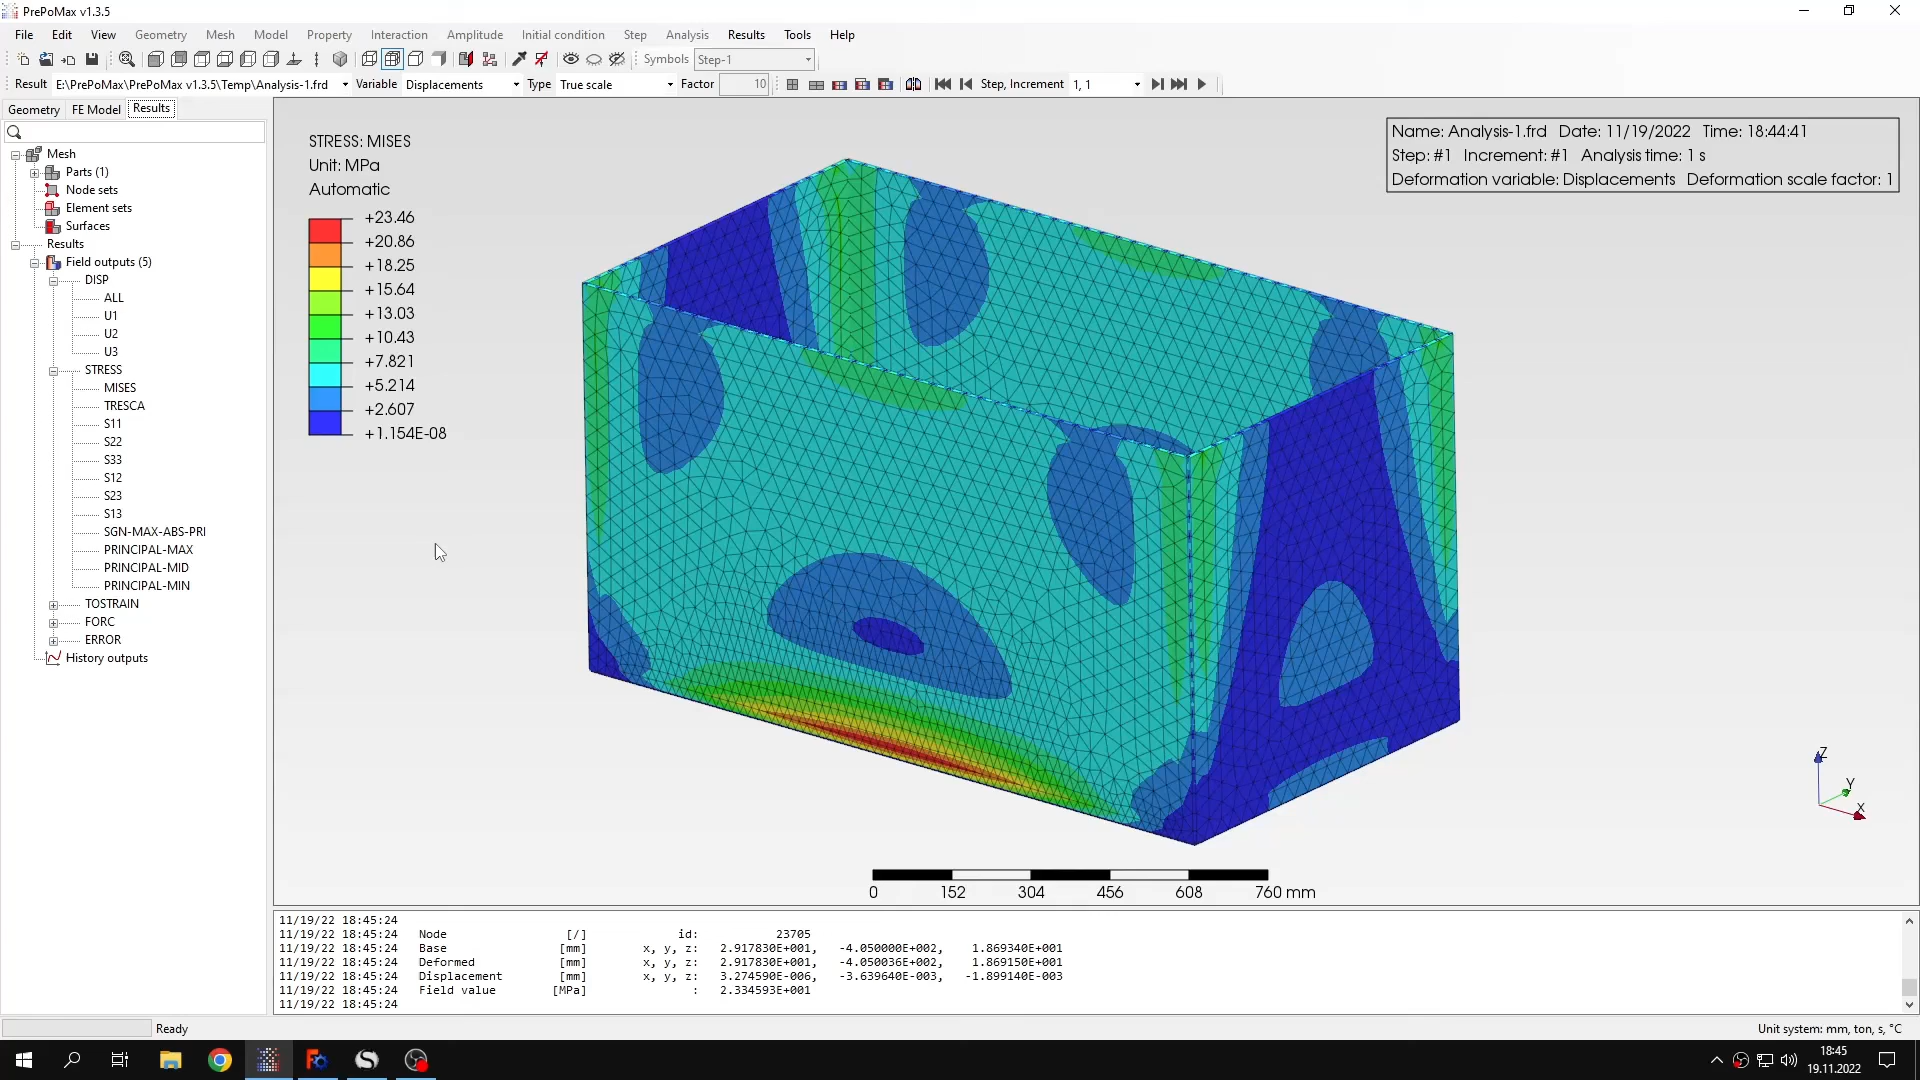 PrePoMax v1.3.5
File Edit View Geometry Mesh Model Property Interaction Amplitude Initial condition Step Analysis Results Tools Help
Symbols Step-1
Result E:\PrePoMax\PrePoMax v1.3.5\Temp\Analysis-1.frd Variable Displacements Type True scale Factor 10 Step, Increment 1, 1
Geometry FE Model Results
Mesh
Parts (1)
Node sets
Element sets
Surfaces
Results
Field outputs (5)
DISP
ALL
U1
U2
U3
STRESS
MISES
TRESCA
S11
S22
S33
S12
S23
S13
SGN-MAX-ABS-PRI
PRINCIPAL-MAX
PRINCIPAL-MID
PRINCIPAL-MIN
TOSTRAIN
FORC
ERROR
History outputs
STRESS: MISES
Unit: MPa
Automatic
+23.46
+20.86
+18.25
+15.64
+13.03
+10.43
+7.821
+5.214
+2.607
+1.154E-08
Name: Analysis-1.frd Date: 11/19/2022 Time: 18:44:41
Step: #1 Increment: #1 Analysis time: 1 s
Deformation variable: Displacements Deformation scale factor: 1
Z
Y
X
0 152 304 456 608 760 mm
11/19/22 18:45:24
11/19/22 18:45:24 Node [/] id: 23705
11/19/22 18:45:24 Base [mm] x, y, z: 2.917830E+001, -4.050000E+002, 1.869340E+001
11/19/22 18:45:24 Deformed [mm] x, y, z: 2.917831E+001, -4.050036E+002, 1.869150E+001
11/19/22 18:45:24 Displacement [mm] x, y, z: 3.274590E-006, -3.639640E-003, -1.899140E-003
11/19/22 18:45:24 Field value [MPa] : 2.334593E+001
11/19/22 18:45:24
Ready
Unit system: mm, ton, s, °C
18:45
19.11.2022